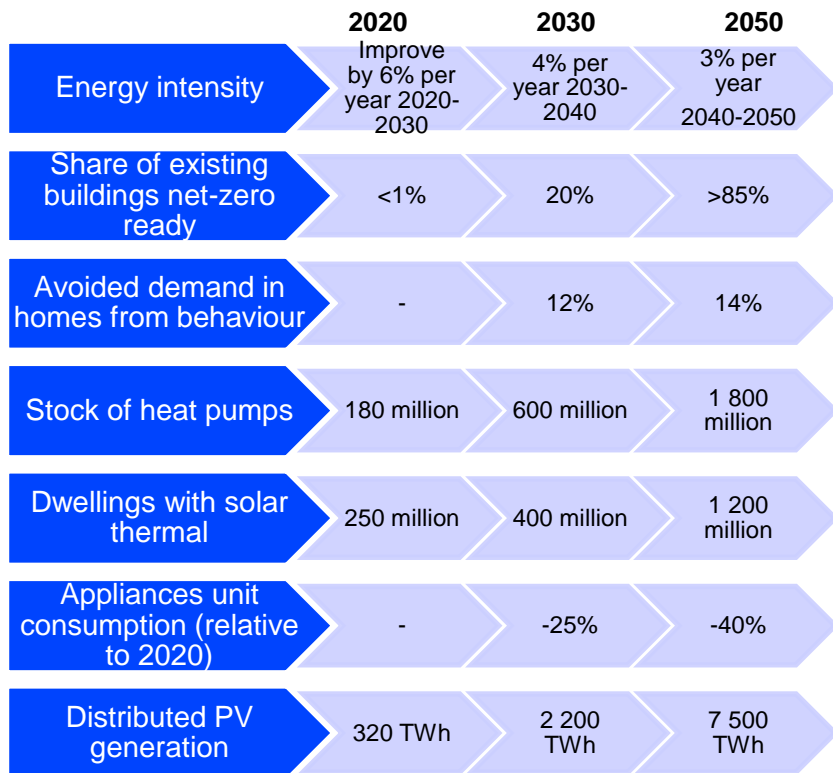 2020 2030 2050
Energy intensity
Improve
by 6% per
year 2020-
2030
4% per
year 2030-
2040
3% per
year
2040-2050
Share of existing
buildings net-zero
ready
<1%
20%
>85%
Avoided demand in
homes from behaviour
-
12%
14%
Stock of heat pumps
180 million
600 million
1 800
million
Dwellings with solar
thermal
250 million
400 million
1 200
million
Appliances unit
consumption (relative
to 2020)
-
-25%
-40%
Distributed PV
generation
320 TWh
2 200
TWh
7 500
TWh